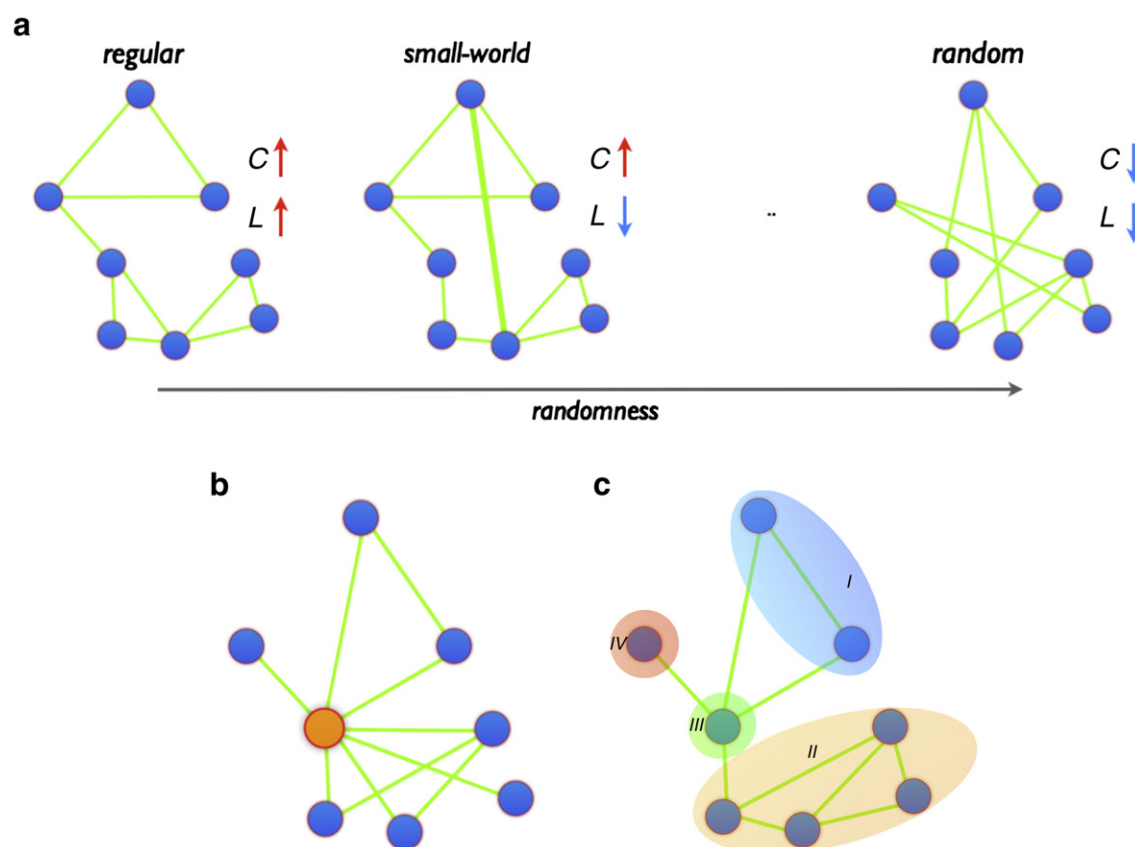 a
regular small-world random
C C C
L L .. L
randomness
b c
I
IV
III
II